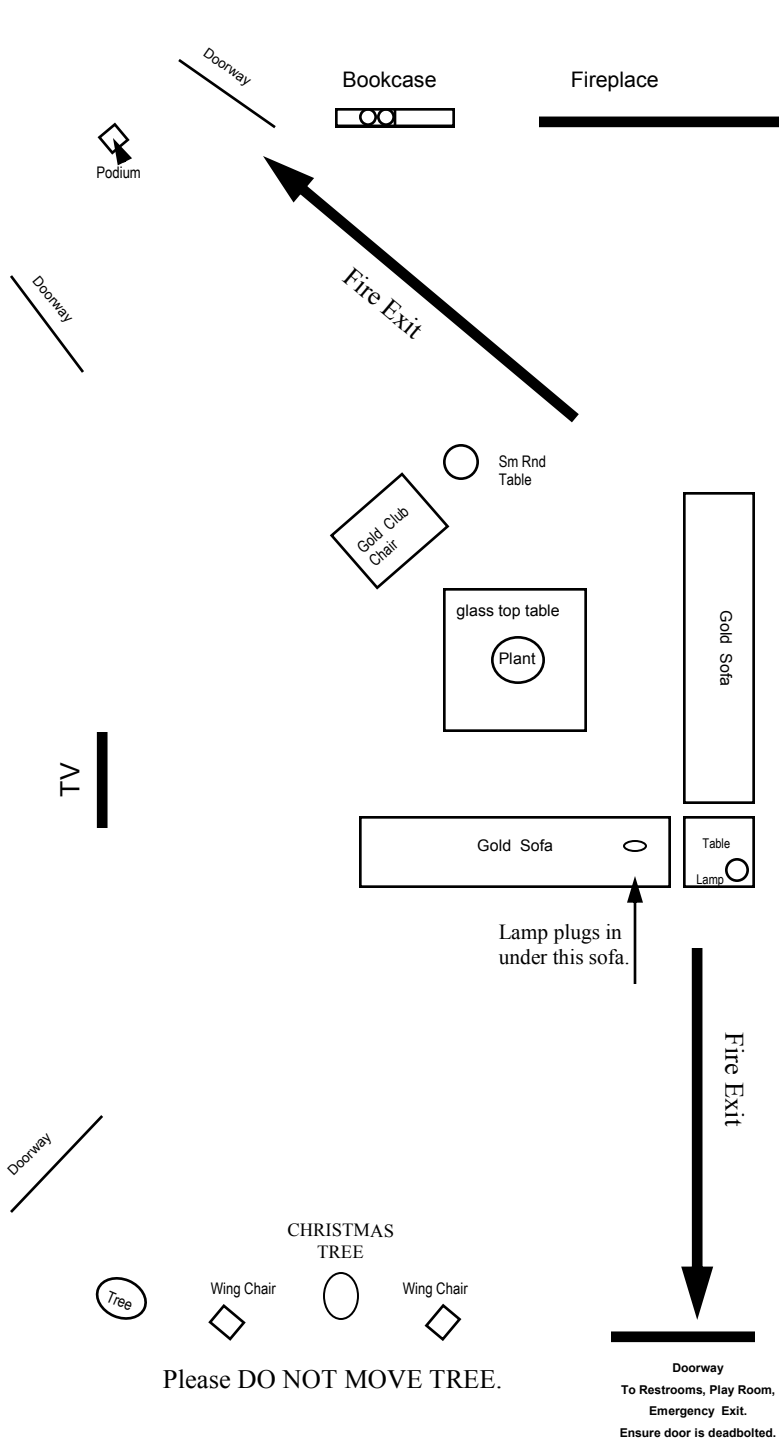 Doorway
Bookcase
Fireplace
Podium
Doorway
Fire Exit
Sm Rnd
Table
Gold Club
Chair
glass top table
Plant
Gold Sofa
TV
Gold Sofa
Table
Lamp
Lamp plugs in
under this sofa.
Fire Exit
Doorway
CHRISTMAS
TREE
Tree
Wing Chair
Wing Chair
Please DO NOT MOVE TREE.
Doorway
To Restrooms, Play Room,
Emergency Exit.
Ensure door is deadbolted.